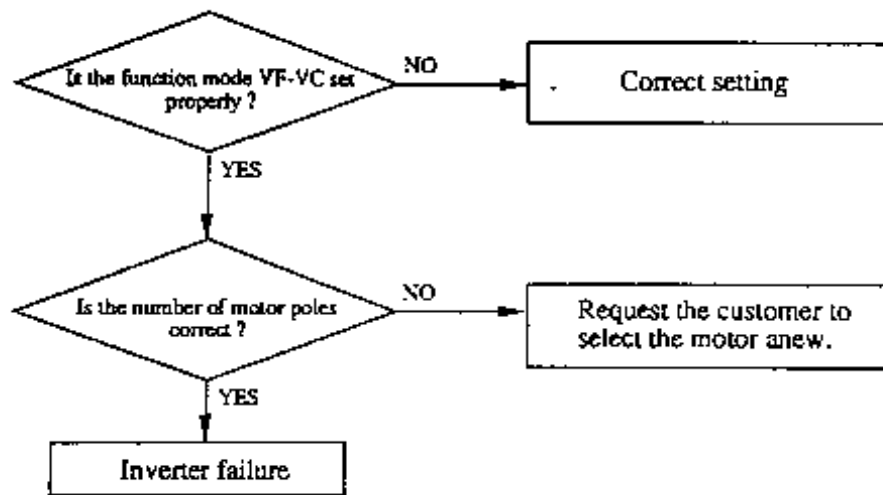 Is the function mode VF-VC set
properly ?
NO
Correct setting
YES
Is the number of motor poles
correct ?
NO
Request the customer to
select the motor anew.
YES
Inverter failure